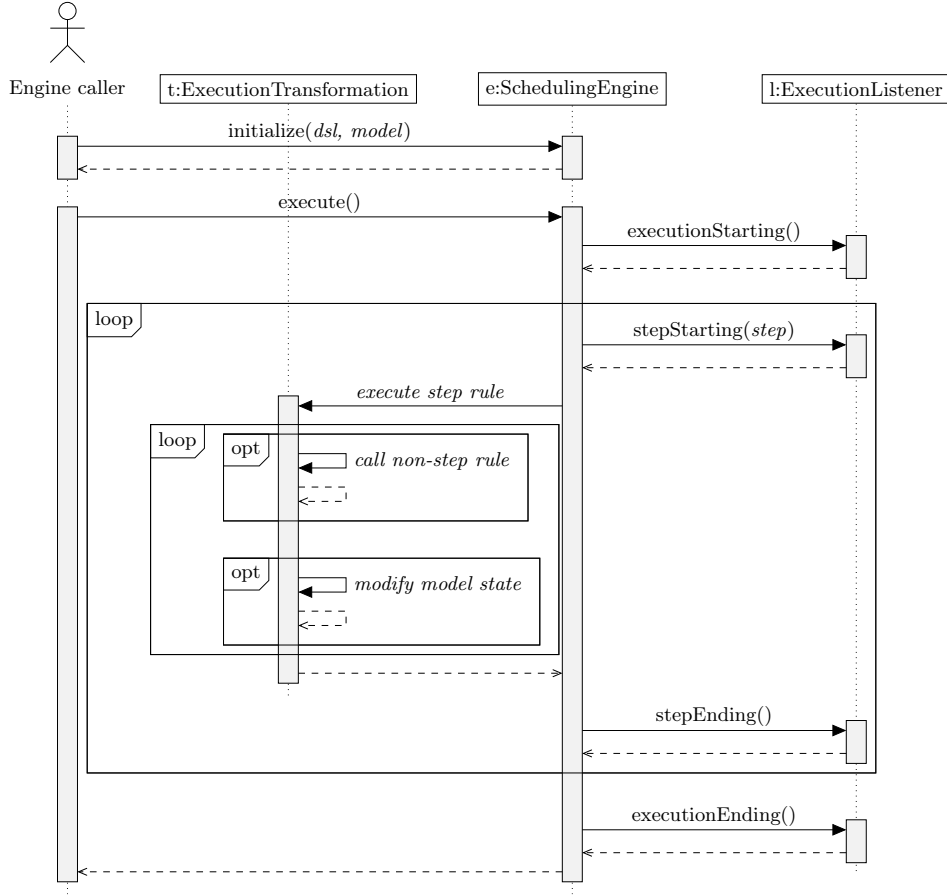 Engine caller
t:ExecutionTransformation
e:SchedulingEngine
l:ExecutionListener
initialize(dsl, model)
execute()
executionStarting()
loop
stepStarting(step)
execute step rule
loop
opt
call non-step rule
opt
modify model state
stepEnding()
executionEnding()